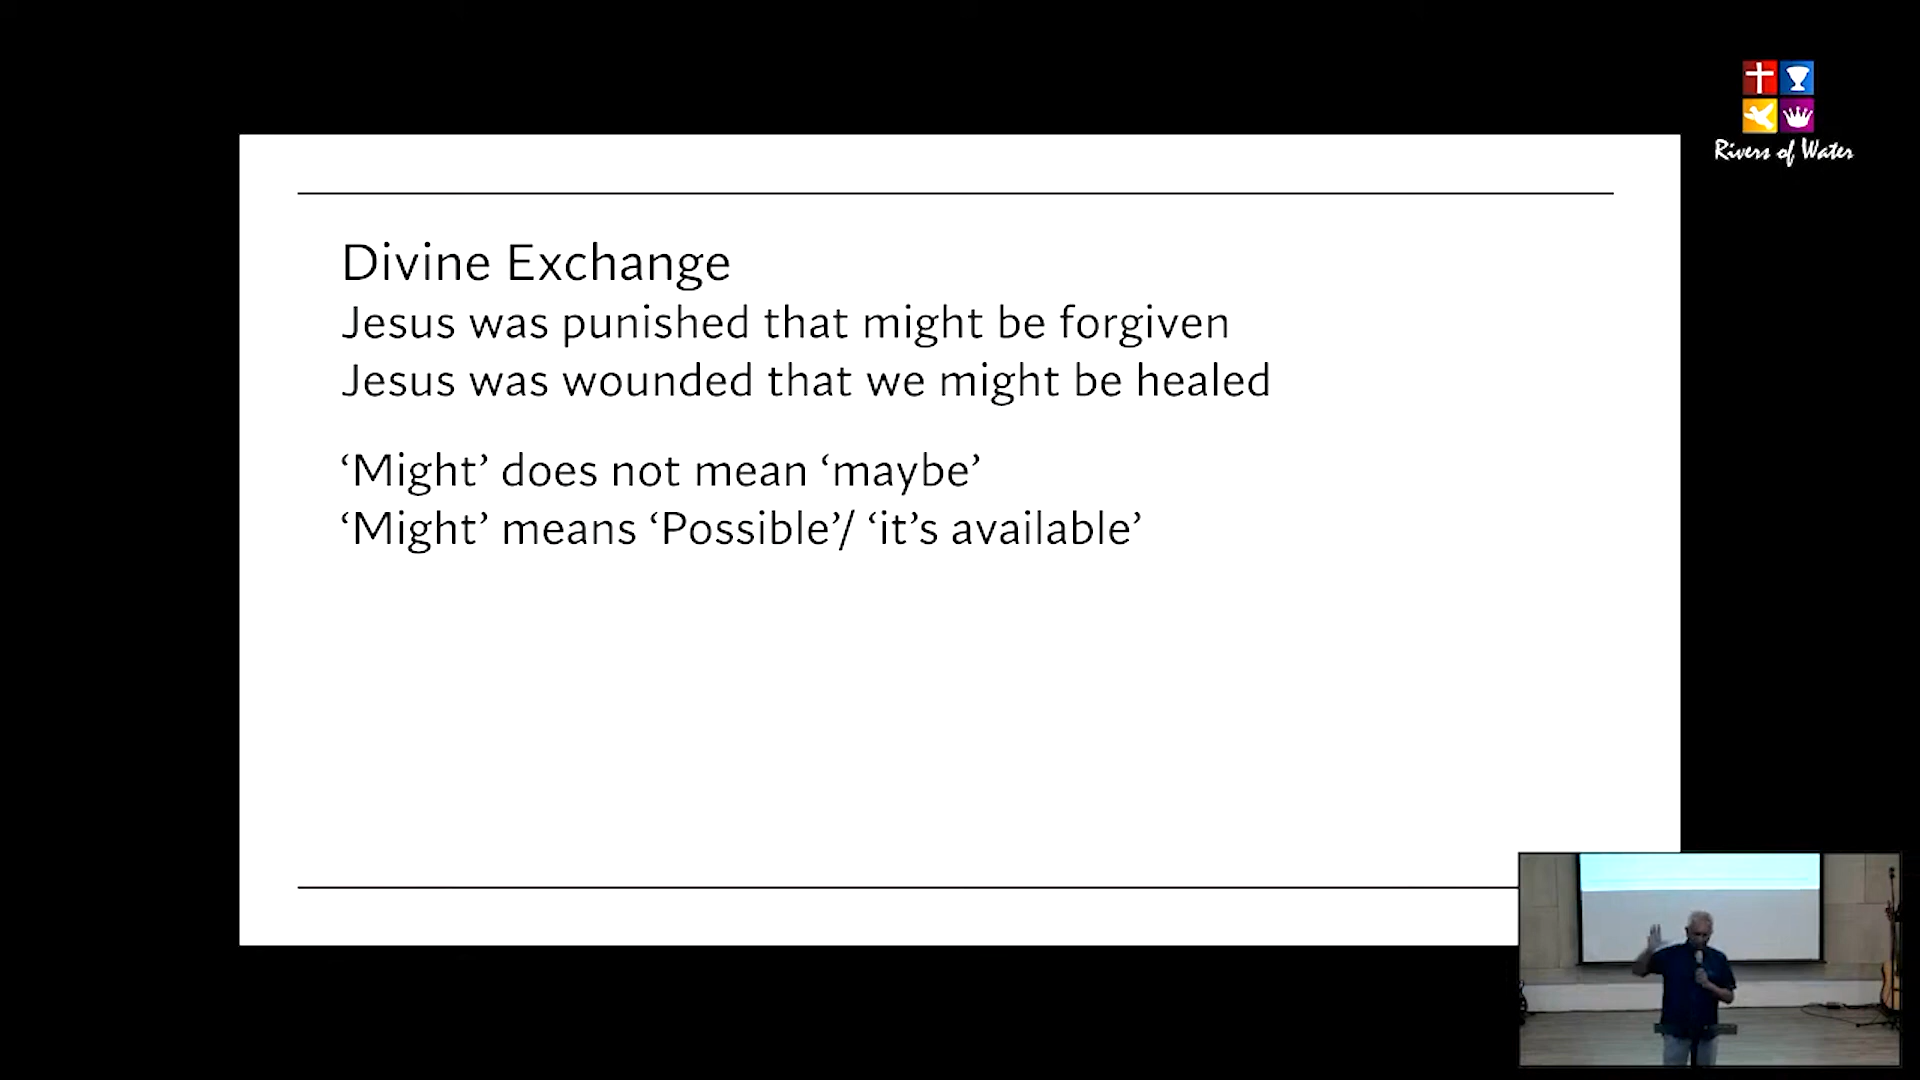 Rivers of Water
Divine Exchange
Jesus was punished that might be forgiven
Jesus was wounded that we might be healed
‘Might’ does not mean ‘maybe’
‘Might’ means ‘Possible’/ ‘it’s available’